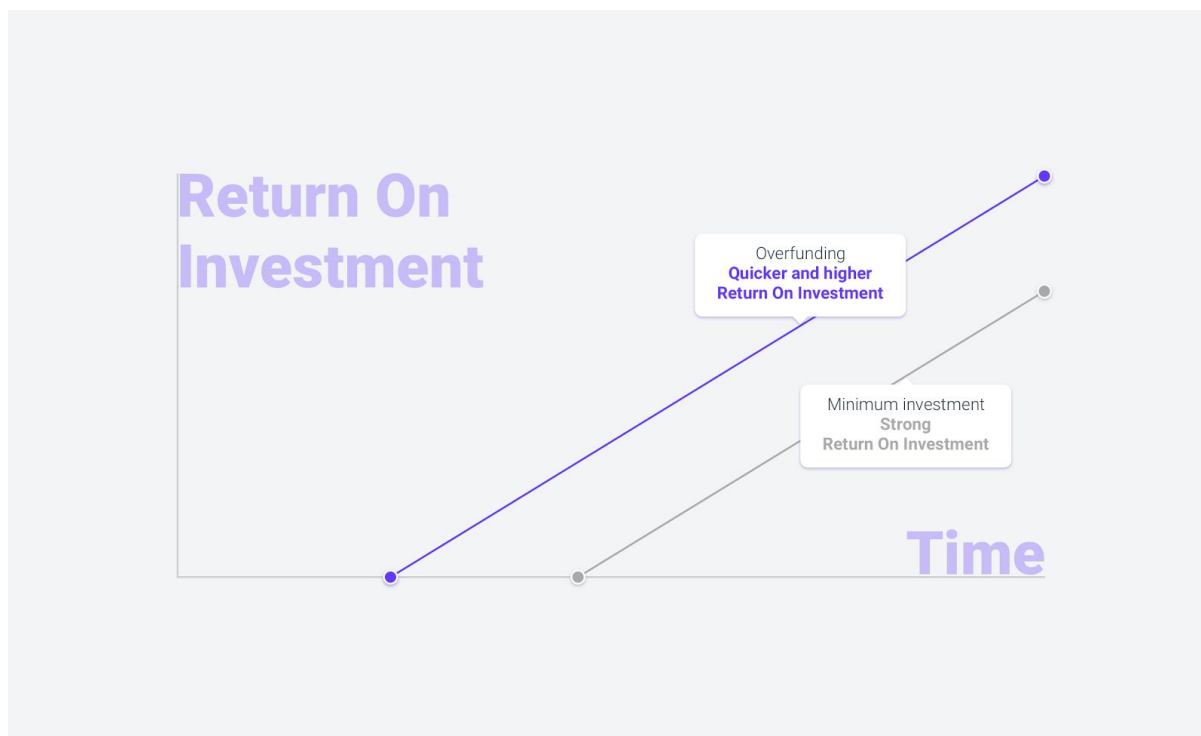 Return On
Investment
Overfunding
Quicker and higher
Return On Investment
Minimum investment
Strong
Return On Investment
Time